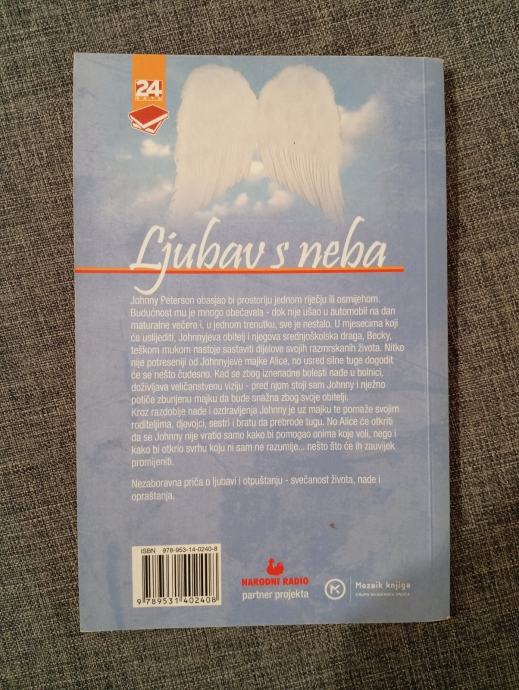 24
sata
Ljubav s neba
Johnny Peterson obasjao bi prostoriju jednom riječju ili osmijehom.
Budućnost mu je mnogo obećavala - dok nije ušao u automobil na dan
maturalne večere i, u jednom trenutku, sve je nestalo. U mjesecima koji
će uslijediti, Johnnyjeva obitelj i njegova srednjoškolska draga, Becky,
teškom mukom nastoje sastaviti dijelove svojih razmrskanih života. Nitko
nije potreseniji od Johnnyjeve majke Alice, no usred silne tuge dogodit
će se nešto čudesno. Kad se zbog iznenadne bolesti nađe u bolnici,
doživljava veličanstvenu viziju - pred njom stoji sam Johnny i nježno
potiče zbunjenu majku da bude snažna zbog svoje obitelji.
Kroz razdoblje nade i ozdravljenja Johnny je uz majku te pomaže svojim
roditeljima, djevojci, sestri i bratu da prebrode tugu. No Alice će otkriti
da se Johnny nije vratio samo kako bi pomogao onima koje voli, nego i
kako bi otkrio svrhu koju ni sam ne razumije... nešto što će ih zauvijek
promijeniti.
Nezaboravna priča o ljubavi i otpuštanju - svečanost života, nade i
opraštanja.
ISBN 978-953-14-0240-8
9 789531 402408
NARODNI RADIO
partner projekta
Mozaik knjiga
GRUPA MLADINSKA KNJIGA